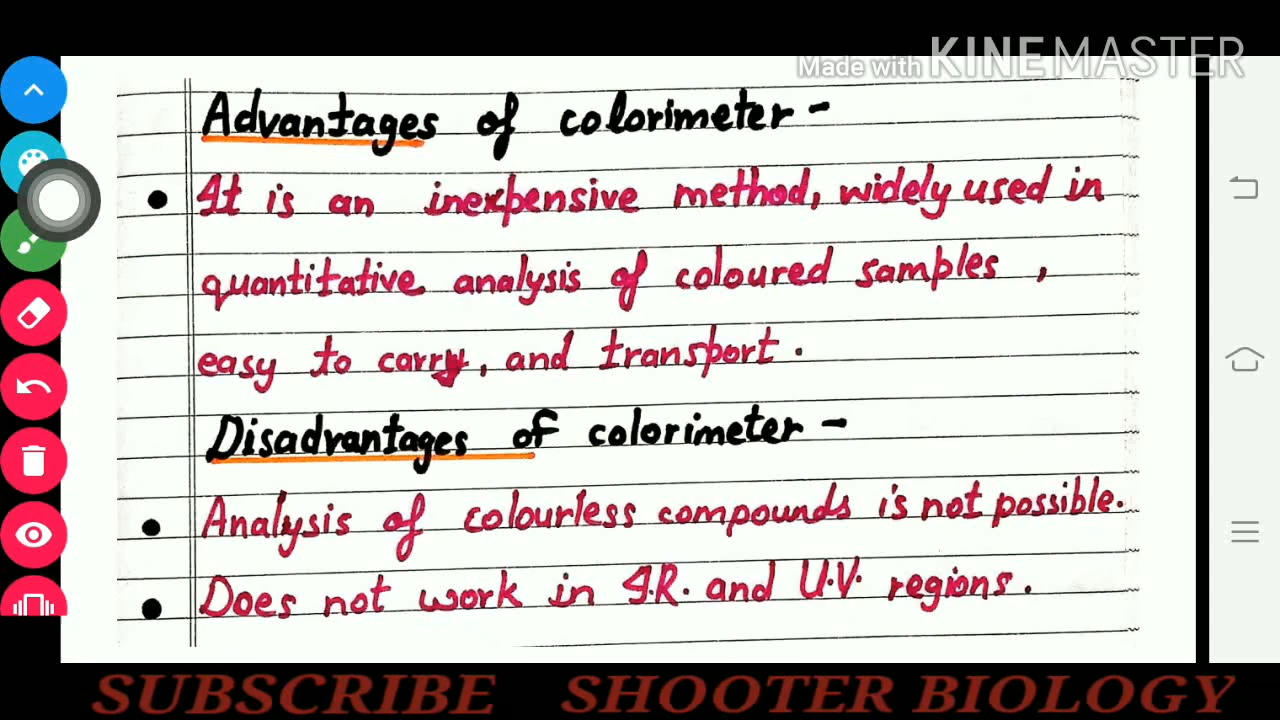 Made with KINEMASTER
Advantages of colorimeter -
• It is an inexpensive method, widely used in
quantitative analysis of coloured samples ,
easy to carry, and transport.
Disadvantages of colorimeter -
• Analysis of colourless compounds is not possible.
• Does not work in I.R. and U.V. regions.
SUBSCRIBE SHOOTER BIOLOGY